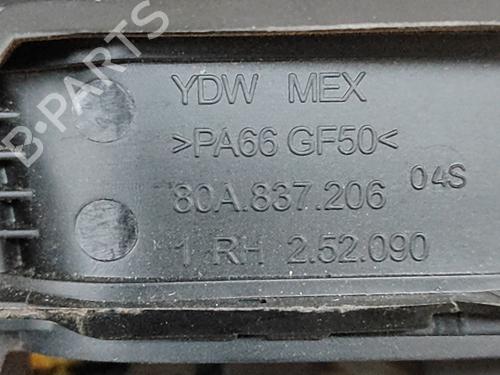 B-PARTS
YDW MEX
>PA66 GF50<
80A.837.206 04S
1 RH 2.52.090